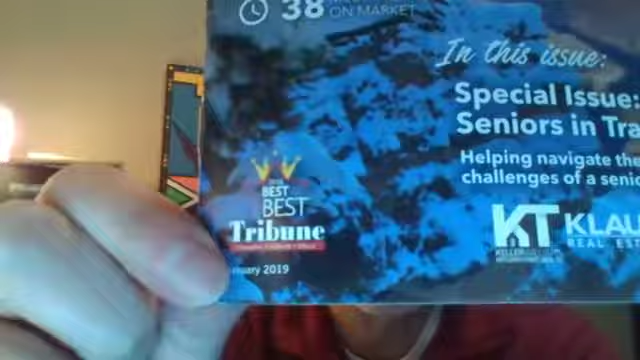 38
ON MARKET
In this issue:
Special Issue:
Seniors in Tra
Helping navigate the
challenges of a senio
BEST
BEST
Tribune
nuary 2019
KT KLAU
REAL EST